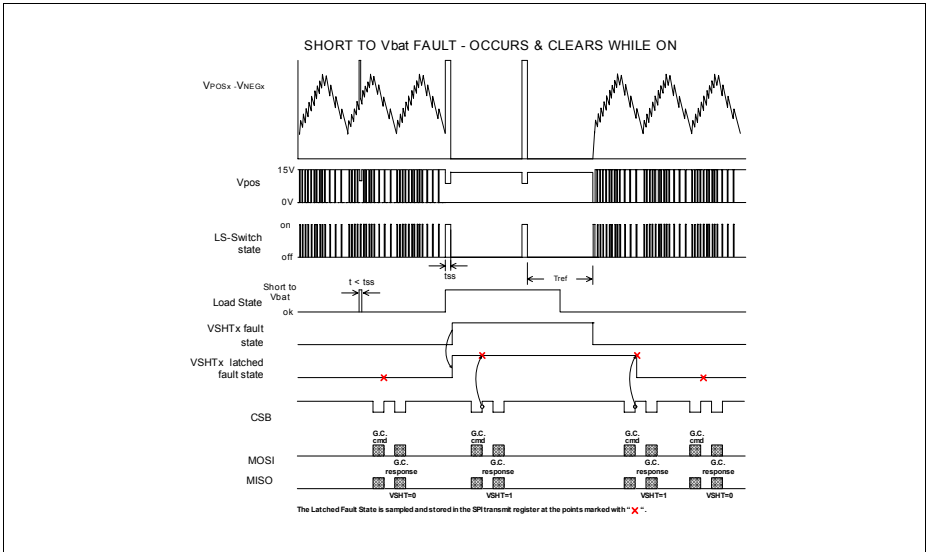 SHORT TO Vbat FAULT - OCCURS & CLEARS WHILE ON
VPOSx -VNEGx
15V
Vpos
0V
on
LS-Switch
state
off
tss
Tref
t < tss
Short to
Vbat
Load State
ok
VSHTx fault
state
VSHTx latched
fault state
CSB
G.C.
cmd
G.C.
cmd
G.C.
cmd
G.C.
cmd
MOSI
G.C.
response
G.C.
response
G.C.
response
G.C.
response
MISO
VSHT=0
VSHT=1
VSHT=1
VSHT=0
The Latched Fault State is sampled and stored in the SPI transmit register at the points marked with " X ".